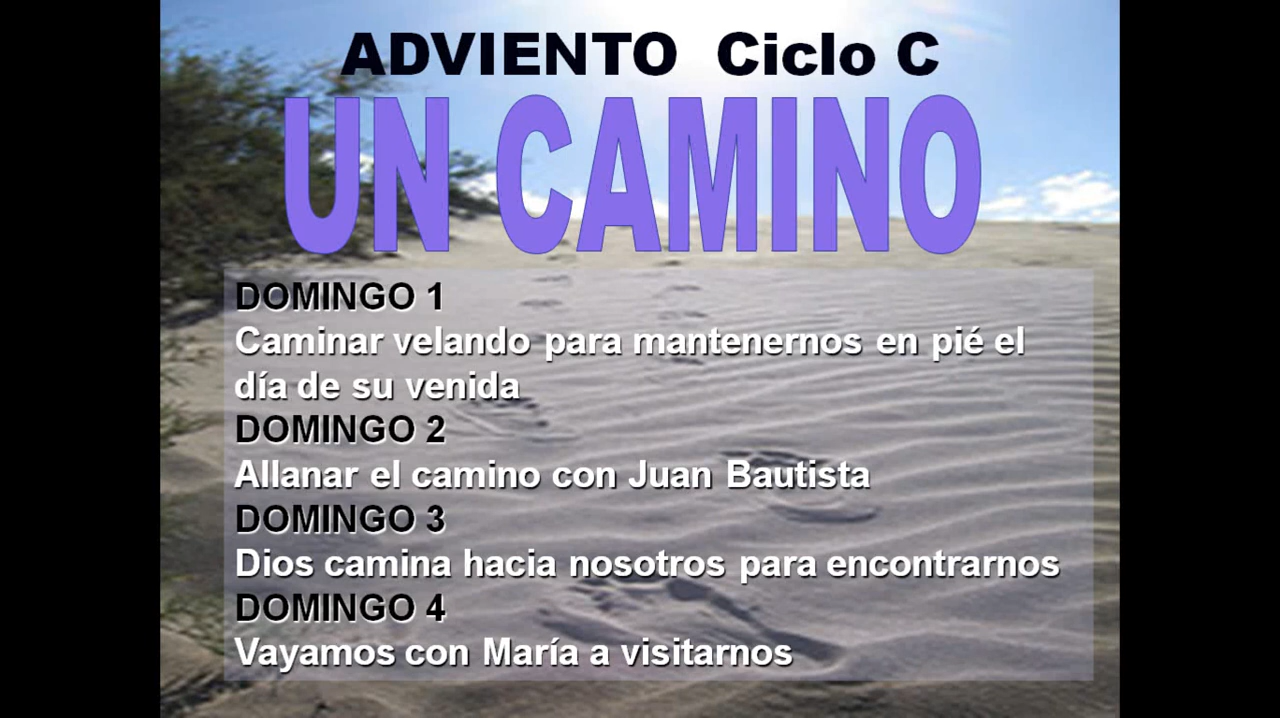 ADVIENTO Ciclo C
UN CAMINO
DOMINGO 1
Caminar velando para mantenernos en pié el
día de su venida
DOMINGO 2
Allanar el camino con Juan Bautista
DOMINGO 3
Dios camina hacia nosotros para encontrarnos
DOMINGO 4
Vayamos con María a visitarnos